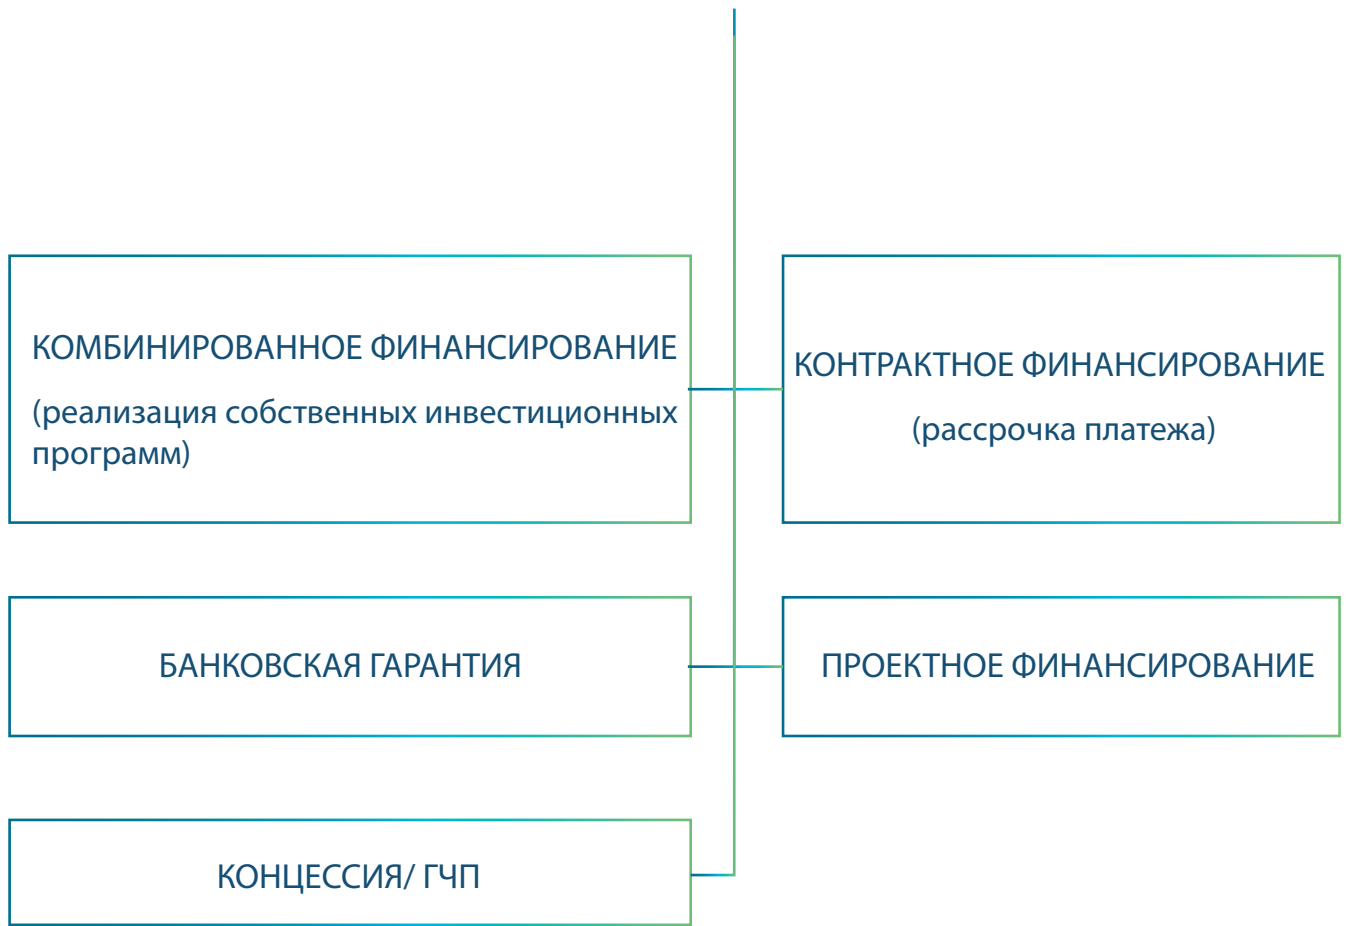 КОМБИНИРОВАННОЕ ФИНАНСИРОВАНИЕ
(реализация собственных инвестиционных
программ)
КОНТРАКТНОЕ ФИНАНСИРОВАНИЕ
(рассрочка платежа)
БАНКОВСКАЯ ГАРАНТИЯ
ПРОЕКТНОЕ ФИНАНСИРОВАНИЕ
КОНЦЕССИЯ/ ГЧП